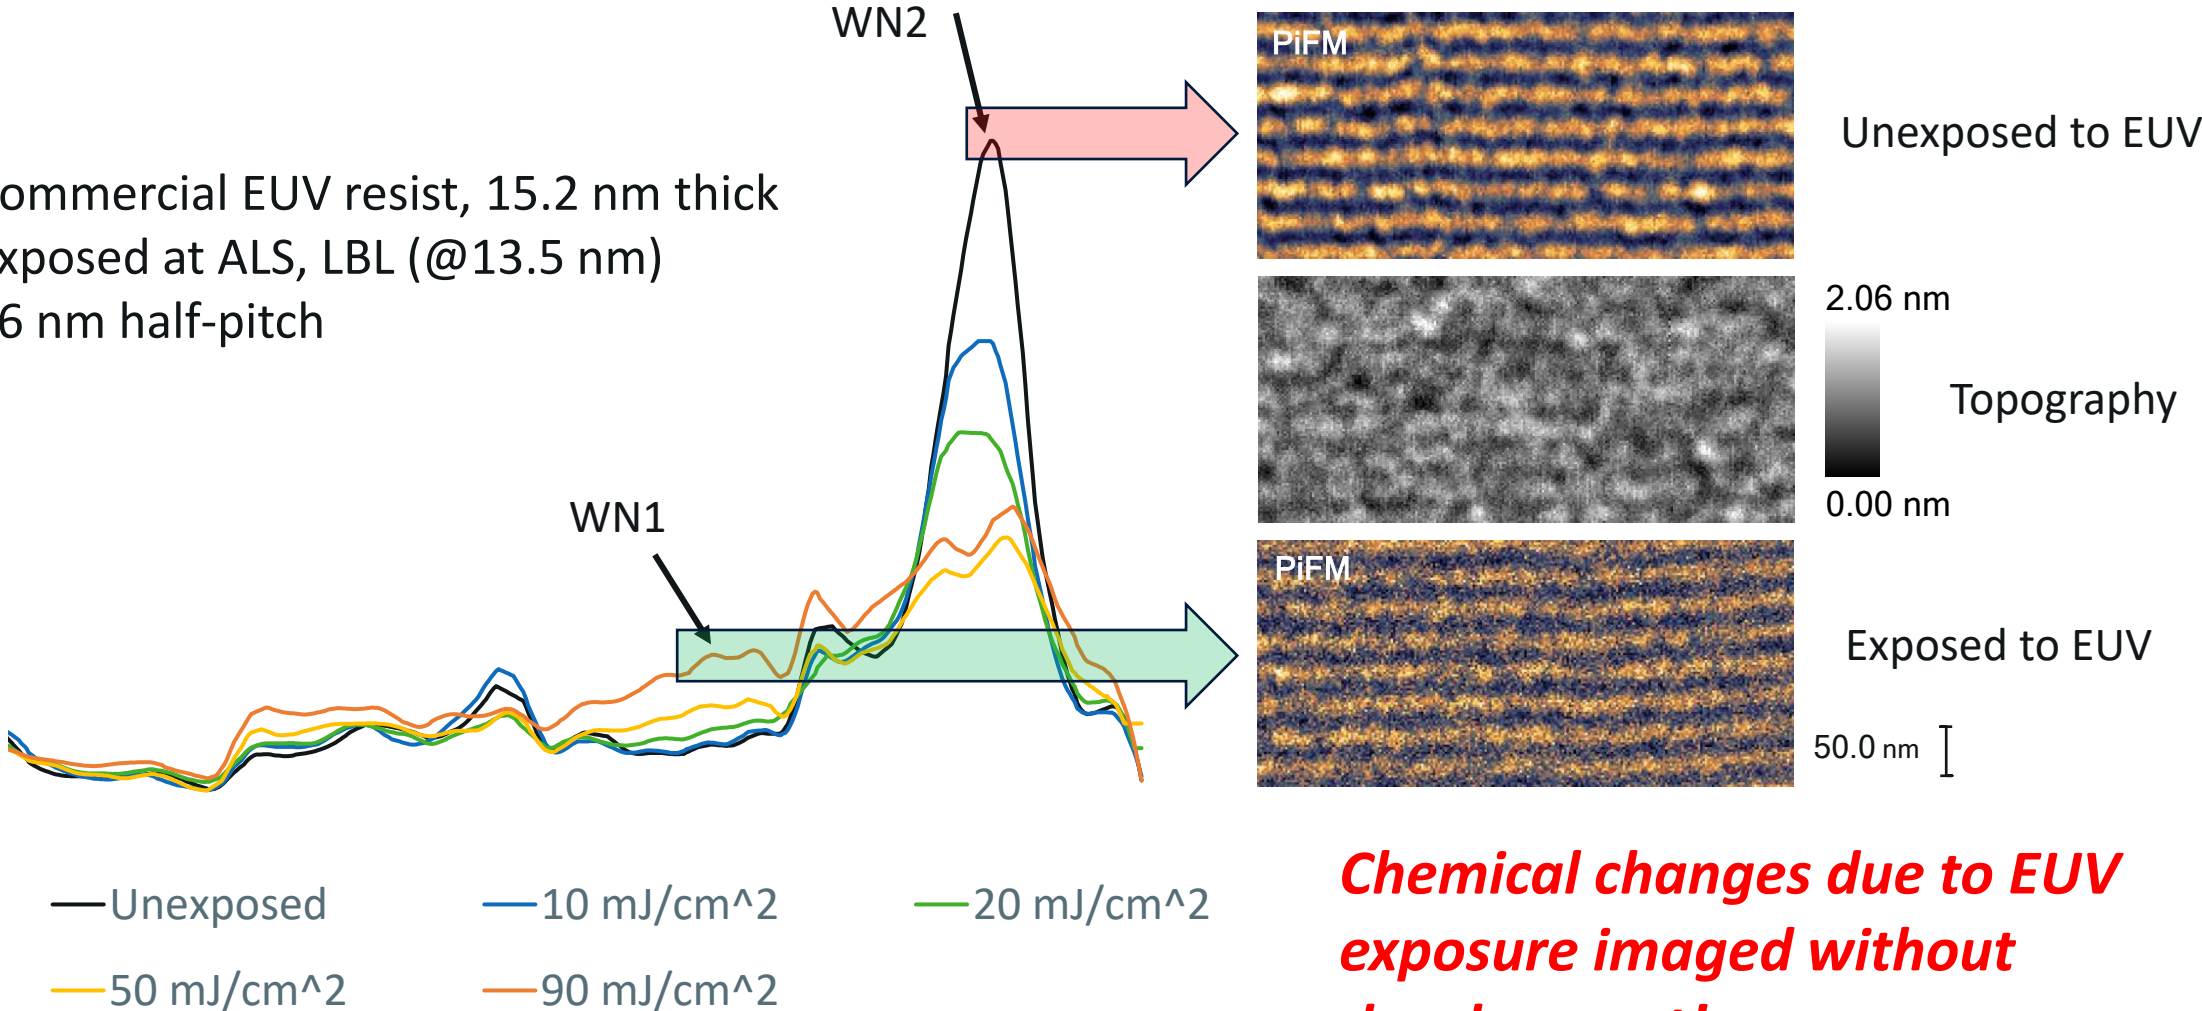 WN2
PiFM
Unexposed to EUV
ommercial EUV resist, 15.2 nm thick
xposed at ALS, LBL (@13.5 nm)
6 nm half-pitch
2.06 nm
Topography
0.00 nm
WN1
PiFM
Exposed to EUV
50.0 nm
Unexposed
10 mJ/cm^2
20 mJ/cm^2
50 mJ/cm^2
90 mJ/cm^2
Chemical changes due to EUV
exposure imaged without